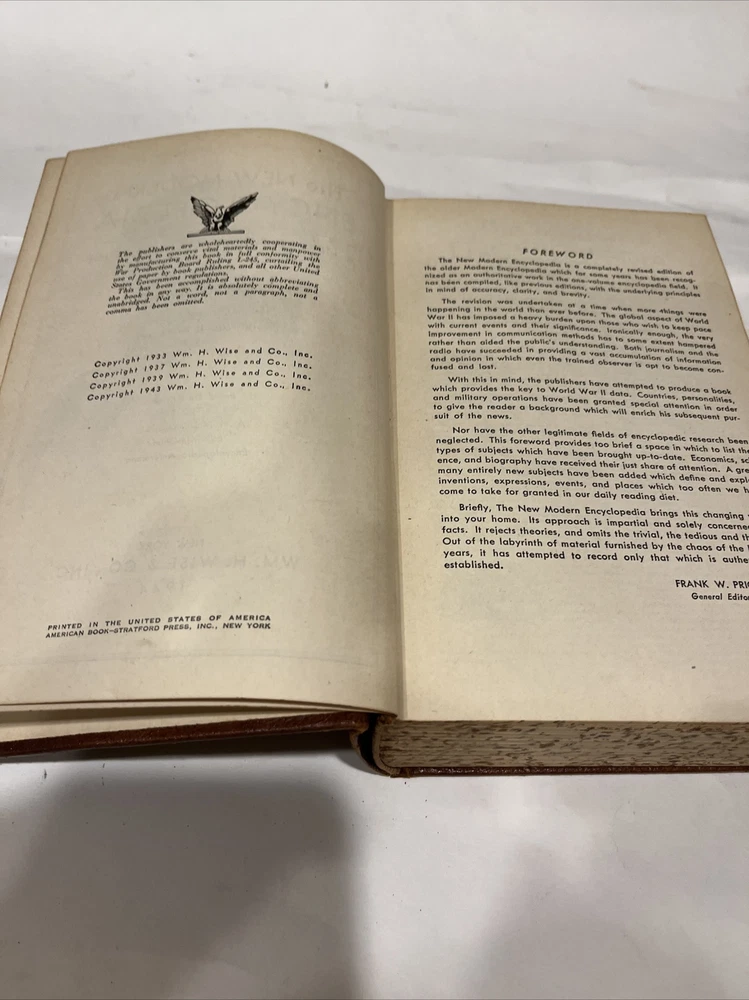 The publishers are wholeheartedly cooperating in
the effort to conserve vital materials and manpower
by manufacturing this book in full conformity with
War Production Board Ruling L-245, curtailing the
use of paper by book publishers, and all other United
States Government regulations.
This has been accomplished without abbreviating
the book in any way. It is absolutely complete and
unabridged. Not a word, not a paragraph, not a
comma has been omitted.
Copyright 1933 Wm. H. Wise and Co., Inc.
Copyright 1937 Wm. H. Wise and Co., Inc.
Copyright 1939 Wm. H. Wise and Co., Inc.
Copyright 1943 Wm. H. Wise and Co., Inc.
PRINTED IN THE UNITED STATES OF AMERICA
AMERICAN BOOK–STRATFORD PRESS, INC., NEW YORK
FOREWORD
The New Modern Encyclopedia is a completely revised edition of
the older Modern Encyclopedia which for some years has been recog-
nized as an authoritative work in the one-volume encyclopedia field. It
has been compiled, like previous editions, with the underlying principles
in mind of accuracy, clarity, and brevity.
The revision was undertaken at a time when more things were
happening in the world than ever before. The global aspect of World
War II has imposed a heavy burden upon those who wish to keep pace
with current events and their significance. Ironically enough, the very
improvement in communication methods has to some extent hampered
rather than aided the public's understanding. Both journalism and the
radio have succeeded in providing a vast accumulation of information
and opinion in which even the trained observer is apt to become con-
fused and lost.
With this in mind, the publishers have attempted to produce a book
which provides the key to World War II data. Countries, personalities,
and military operations have been granted special attention in order
to give the reader a background which will enrich his subsequent pur-
suit of the news.
Nor have the other legitimate fields of encyclopedic research been
neglected. This foreword provides too brief a space in which to list the
types of subjects which have been brought up-to-date. Economics, sc
ence, and biography have received their just share of attention. A gre
many entirely new subjects have been added which define and expl
inventions, expressions, events, and places which too often we h
come to take for granted in our daily reading diet.
Briefly, The New Modern Encyclopedia brings this changing
into your home. Its approach is impartial and solely concerne
facts. It rejects theories, and omits the trivial, the tedious and th
Out of the labyrinth of material furnished by the chaos of the
years, it has attempted to record only that which is authe
established.
FRANK W. PRI
General Editor